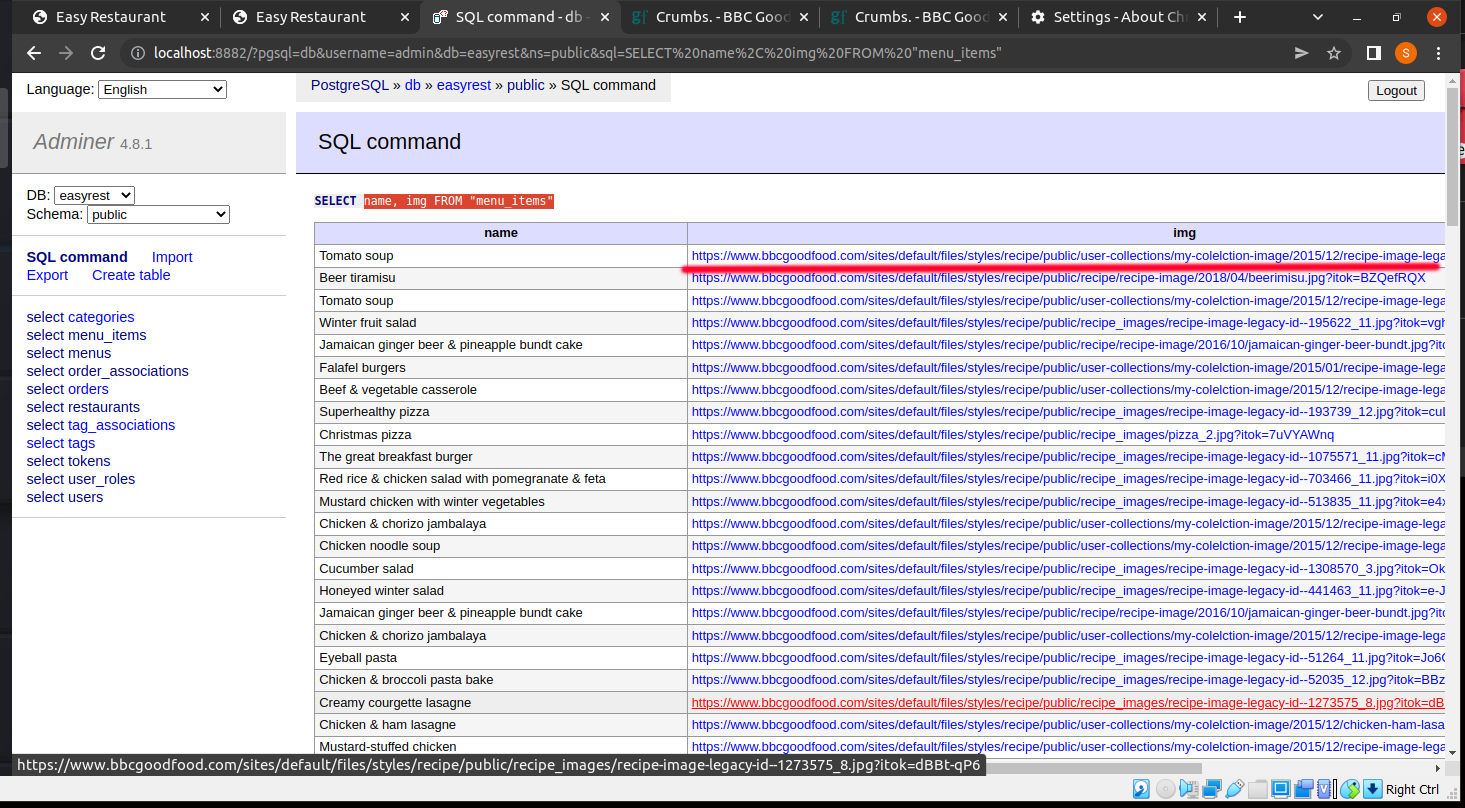 Easy Restaurant
Easy Restaurant
SQL command - db -
gf Crumbs. - BBC Good
gf Crumbs. - BBC Good
Settings - About Ch
localhost:8882/?pgsql=db&username=admin&db=easyrest&ns=public&sql=SELECT%20name%2C%20img%20FROM%20"menu_items"
S
Language: English
PostgreSQL » db » easyrest » public » SQL command
Logout
Adminer 4.8.1
SQL command
DB: easyrest
Schema: public
SQL command Import
Export Create table
select categories
select menu_items
select menus
select order_associations
select orders
select restaurants
select tag_associations
select tags
select tokens
select user_roles
select users
SELECT name, img FROM "menu_items"
name img
Tomato soup https://www.bbcgoodfood.com/sites/default/files/styles/recipe/public/user-collections/my-colelction-image/2015/12/recipe-image-lega
Beer tiramisu https://www.bbcgoodfood.com/sites/default/files/styles/recipe/public/recipe/recipe-image/2018/04/beerimisu.jpg?itok=BZQefRQX
Tomato soup https://www.bbcgoodfood.com/sites/default/files/styles/recipe/public/user-collections/my-colelction-image/2015/12/recipe-image-lega
Winter fruit salad https://www.bbcgoodfood.com/sites/default/files/styles/recipe/public/recipe_images/recipe-image-legacy-id--195622_11.jpg?itok=vgh
Jamaican ginger beer & pineapple bundt cake https://www.bbcgoodfood.com/sites/default/files/styles/recipe/public/recipe/recipe-image/2016/10/jamaican-ginger-beer-bundt.jpg?itc
Falafel burgers https://www.bbcgoodfood.com/sites/default/files/styles/recipe/public/user-collections/my-colelction-image/2015/01/recipe-image-lega
Beef & vegetable casserole https://www.bbcgoodfood.com/sites/default/files/styles/recipe/public/user-collections/my-colelction-image/2015/12/recipe-image-lega
Superhealthy pizza https://www.bbcgoodfood.com/sites/default/files/styles/recipe/public/recipe_images/recipe-image-legacy-id--193739_12.jpg?itok=cuL
Christmas pizza https://www.bbcgoodfood.com/sites/default/files/styles/recipe/public/recipe_images/pizza_2.jpg?itok=7uVYAWnq
The great breakfast burger https://www.bbcgoodfood.com/sites/default/files/styles/recipe/public/recipe_images/recipe-image-legacy-id--1075571_11.jpg?itok=cM
Red rice & chicken salad with pomegranate & feta https://www.bbcgoodfood.com/sites/default/files/styles/recipe/public/recipe_images/recipe-image-legacy-id--703466_11.jpg?itok=i0X
Mustard chicken with winter vegetables https://www.bbcgoodfood.com/sites/default/files/styles/recipe/public/recipe_images/recipe-image-legacy-id--513835_11.jpg?itok=e4x
Chicken & chorizo jambalaya https://www.bbcgoodfood.com/sites/default/files/styles/recipe/public/user-collections/my-colelction-image/2015/12/recipe-image-lega
Chicken noodle soup https://www.bbcgoodfood.com/sites/default/files/styles/recipe/public/user-collections/my-colelction-image/2015/12/recipe-image-lega
Cucumber salad https://www.bbcgoodfood.com/sites/default/files/styles/recipe/public/recipe_images/recipe-image-legacy-id--1308570_3.jpg?itok=Ok
Honeyed winter salad https://www.bbcgoodfood.com/sites/default/files/styles/recipe/public/recipe_images/recipe-image-legacy-id--441463_11.jpg?itok=e-J
Jamaican ginger beer & pineapple bundt cake https://www.bbcgoodfood.com/sites/default/files/styles/recipe/public/recipe/recipe-image/2016/10/jamaican-ginger-beer-bundt.jpg?itc
Chicken & chorizo jambalaya https://www.bbcgoodfood.com/sites/default/files/styles/recipe/public/user-collections/my-colelction-image/2015/12/recipe-image-lega
Eyeball pasta https://www.bbcgoodfood.com/sites/default/files/styles/recipe/public/recipe_images/recipe-image-legacy-id--51264_11.jpg?itok=Jo6C
Chicken & broccoli pasta bake https://www.bbcgoodfood.com/sites/default/files/styles/recipe/public/recipe_images/recipe-image-legacy-id--52035_12.jpg?itok=BBz
Creamy courgette lasagne https://www.bbcgoodfood.com/sites/default/files/styles/recipe/public/recipe_images/recipe-image-legacy-id--1273575_8.jpg?itok=dB
Chicken & ham lasagne https://www.bbcgoodfood.com/sites/default/files/styles/recipe/public/user-collections/my-colelction-image/2015/12/chicken-ham-lasa
Mustard-stuffed chicken https://www.bbcgoodfood.com/sites/default/files/styles/recipe/public/user-collections/my-colelction-image/2015/12/recipe-image-lega
https://www.bbcgoodfood.com/sites/default/files/styles/recipe/public/recipe_images/recipe-image-legacy-id--1273575_8.jpg?itok=dBBt-qP6
Right Ctrl